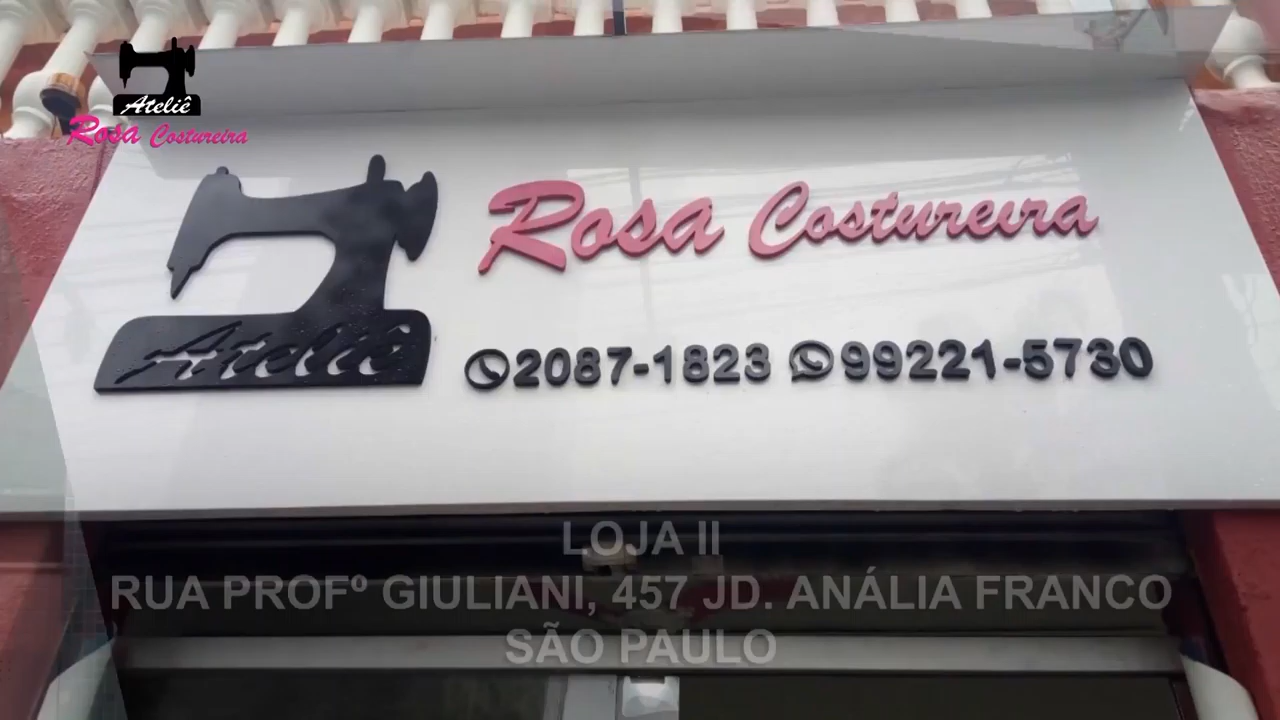 Ateliê
Rosa Costureira
Rosa Costureira
Ateliê
2087-1823 99221-5730
LOJA II
RUA PROFº GIULIANI, 457 JD. ANÁLIA FRANCO
SÃO PAULO